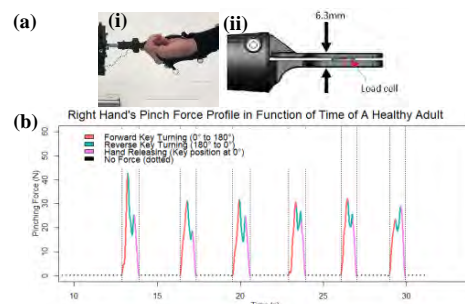 (a)
(i)
(ii)
6.3mm
Load cell
(b)
Right Hand's Pinch Force Profile in Function of Time of A Healthy Adult
Forward Key Turning (0° to 180°)
Reverse Key Turning (180° to 0°)
Hand Releasing (Key position at 0°)
No Force (dotted)
Pinching Force (N)
60
50
40
30
20
10
0
10
15
20
25
30
Time (s)